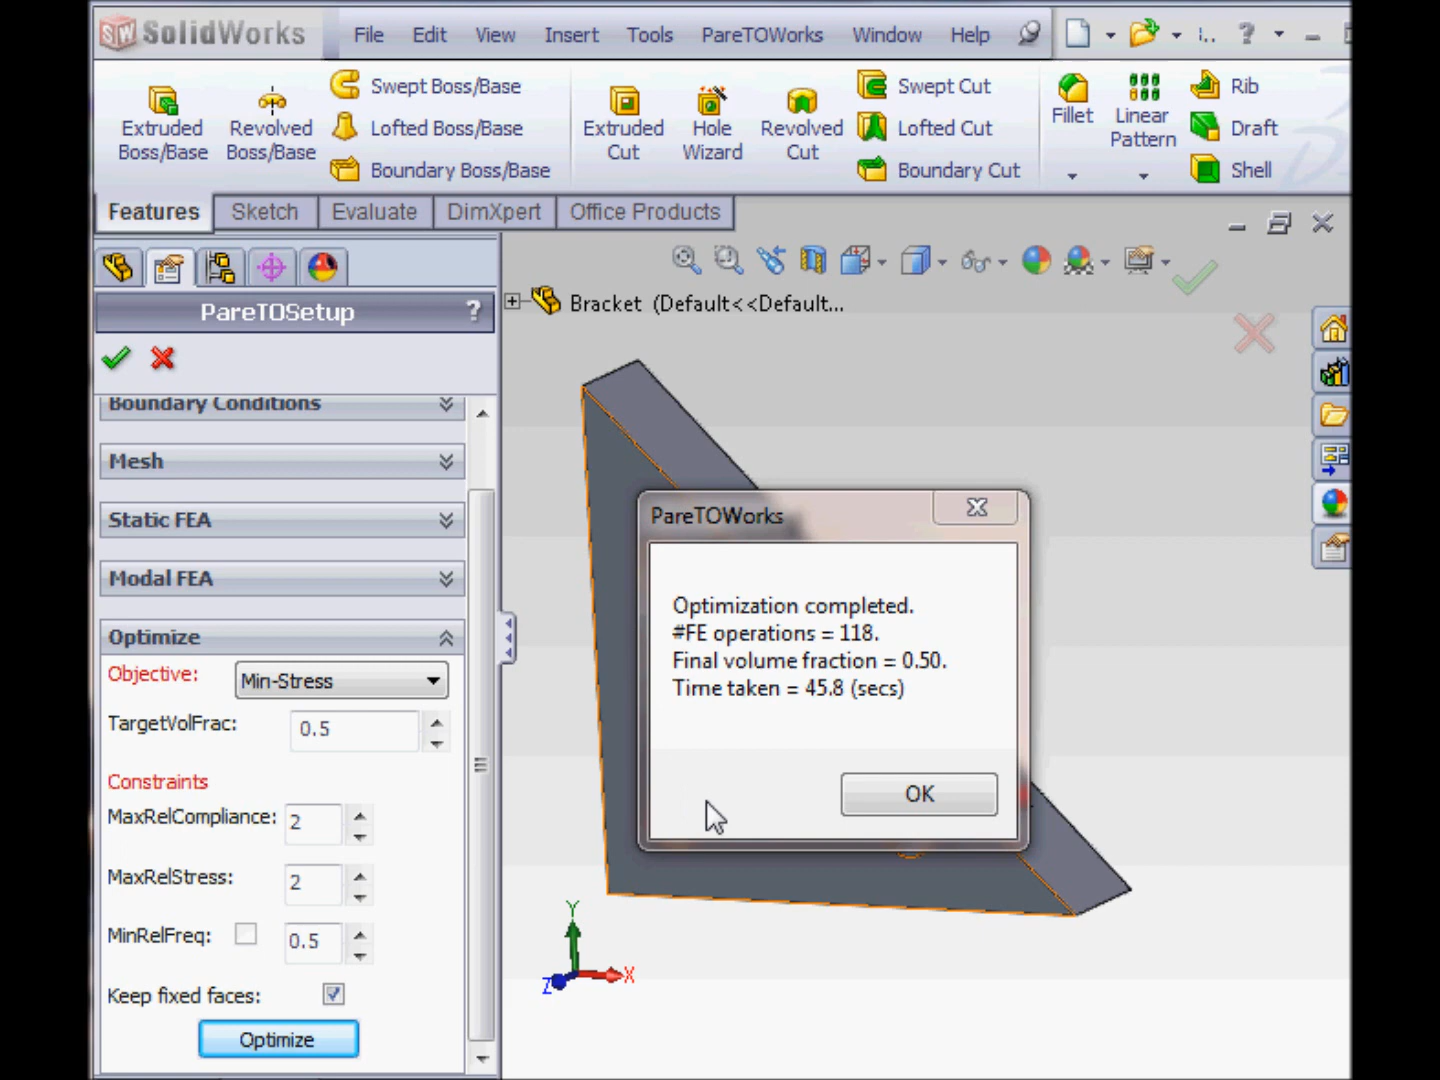 SolidWorks
File Edit View Insert Tools PareTOWorks Window Help
Extruded Boss/Base
Revolved Boss/Base
Swept Boss/Base
Lofted Boss/Base
Boundary Boss/Base
Extruded Cut
Hole Wizard
Revolved Cut
Swept Cut
Lofted Cut
Boundary Cut
Fillet
Linear Pattern
Rib
Draft
Shell
Features Sketch Evaluate DimXpert Office Products
PareTOSetup ?
Bracket (Default<<Default...
Boundary Conditions
Mesh
Static FEA
Modal FEA
Optimize
Objective: Min-Stress
TargetVolFrac: 0.5
Constraints
MaxRelCompliance: 2
MaxRelStress: 2
MinRelFreq: 0.5
Keep fixed faces:
Optimize
PareTOWorks
Optimization completed.
#FE operations = 118.
Final volume fraction = 0.50.
Time taken = 45.8 (secs)
OK
Y
X
Z